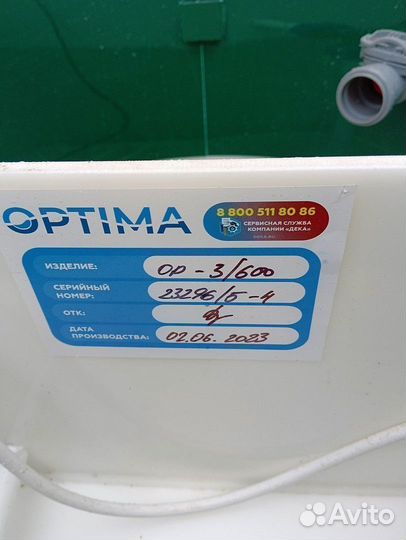 OPTIMA
8 800 511 80 86
СЕРВИСНАЯ СЛУЖБА
КОМПАНИИ «ДЕКА»
ИЗДЕЛИЕ: ОП - 3/600
СЕРИЙНЫЙ
НОМЕР: 23296/5-4
ОТК:
ДАТА
ПРОИЗВОДСТВА: 02.06.2023
Avito